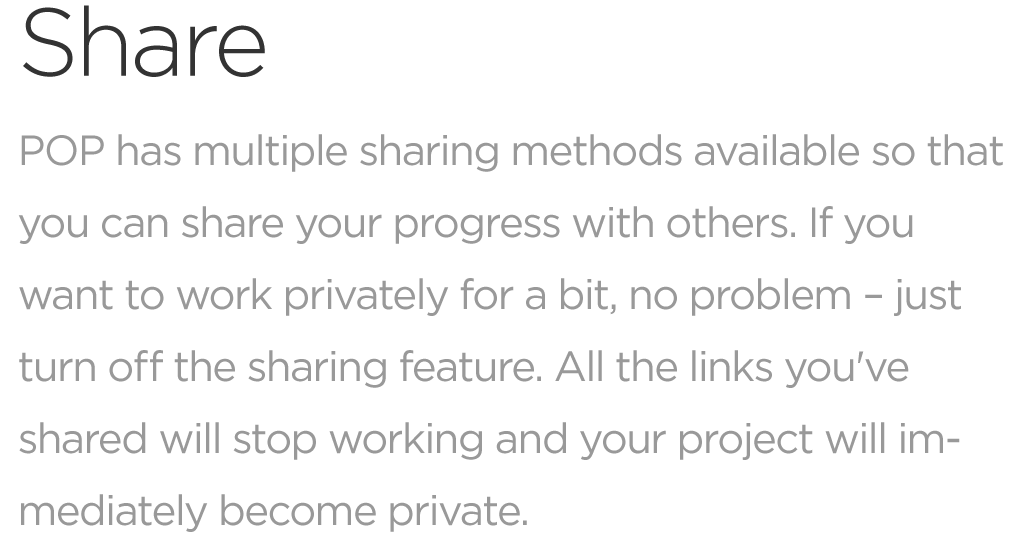 Share
POP has multiple sharing methods available so that
you can share your progress with others. If you
want to work privately for a bit, no problem – just
turn off the sharing feature. All the links you've
shared will stop working and your project will im-
mediately become private.